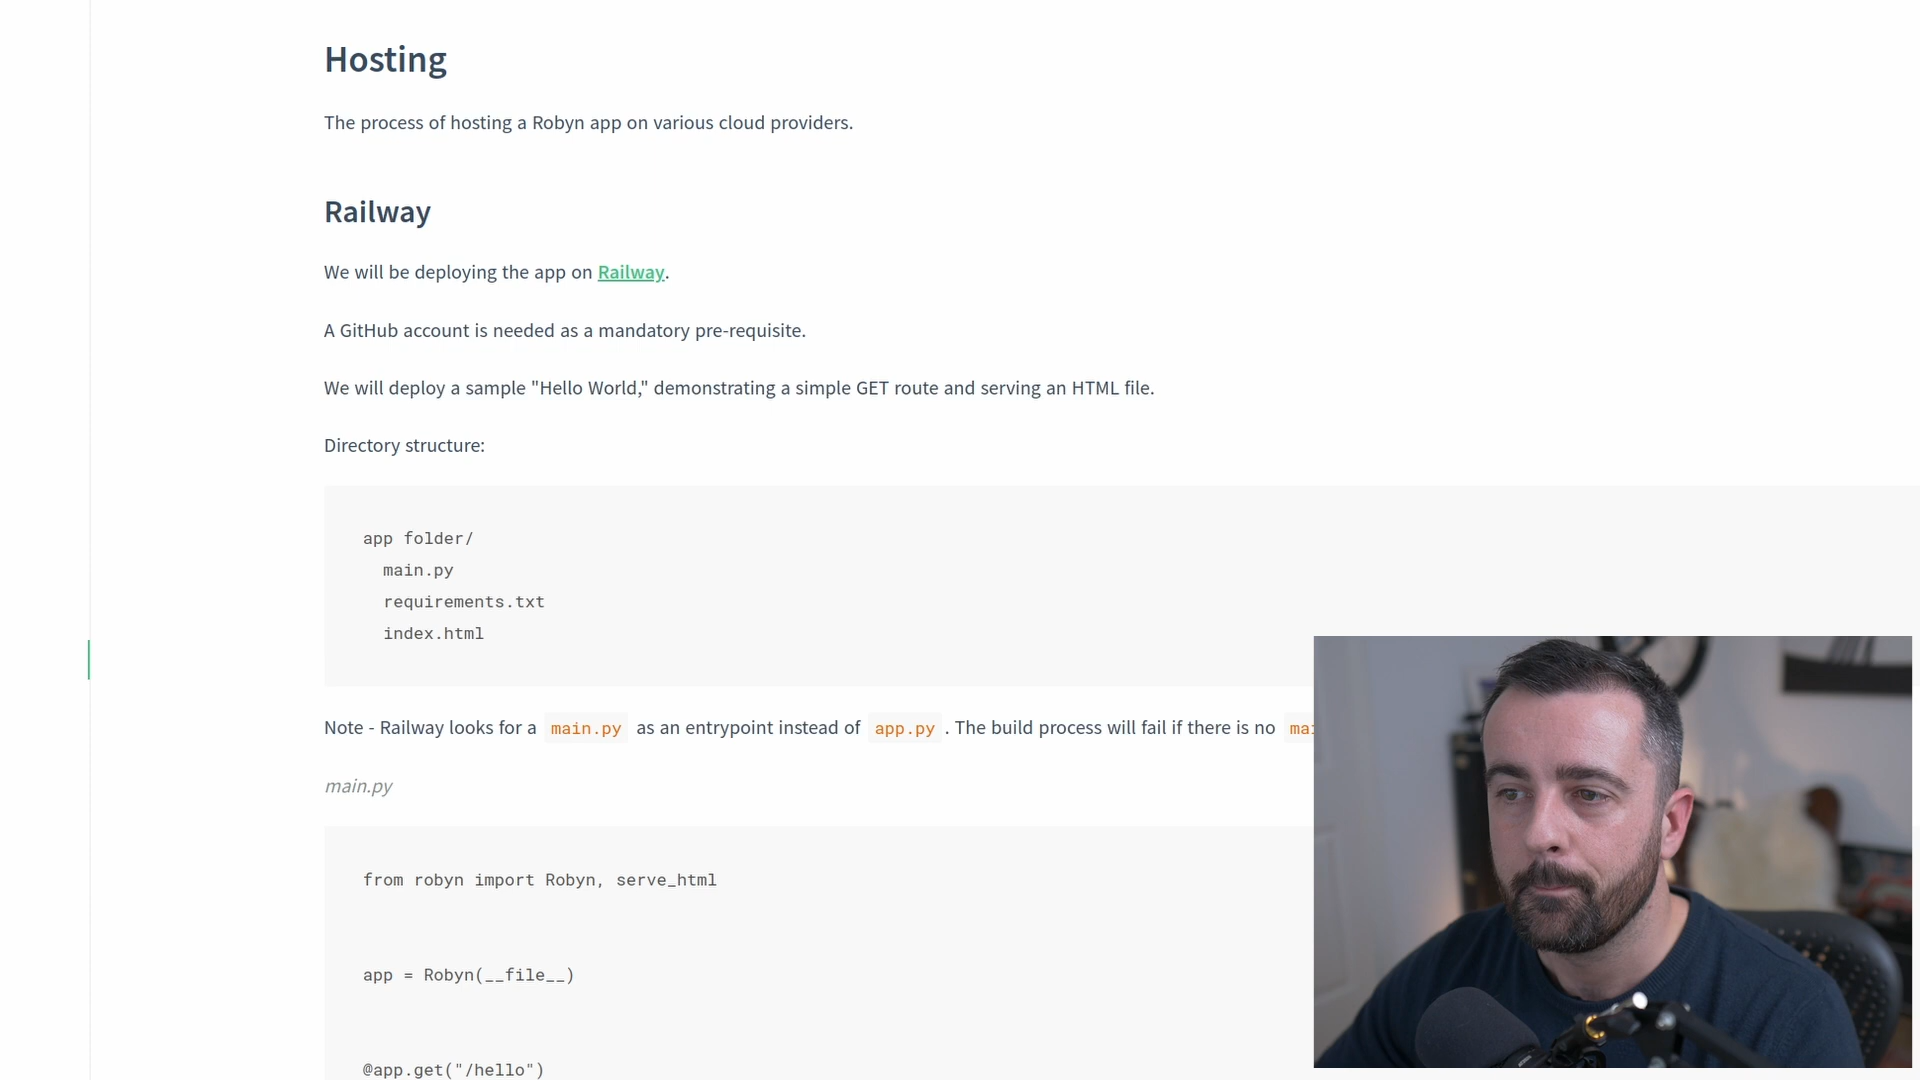 Hosting
The process of hosting a Robyn app on various cloud providers.
Railway
We will be deploying the app on Railway.
A GitHub account is needed as a mandatory pre-requisite.
We will deploy a sample "Hello World," demonstrating a simple GET route and serving an HTML file.
Directory structure:
app folder/
main.py
requirements.txt
index.html
Note - Railway looks for a main.py as an entrypoint instead of app.py . The build process will fail if there is no
main.py
from robyn import Robyn, serve_html
app = Robyn(__file__)
@app.get("/hello")